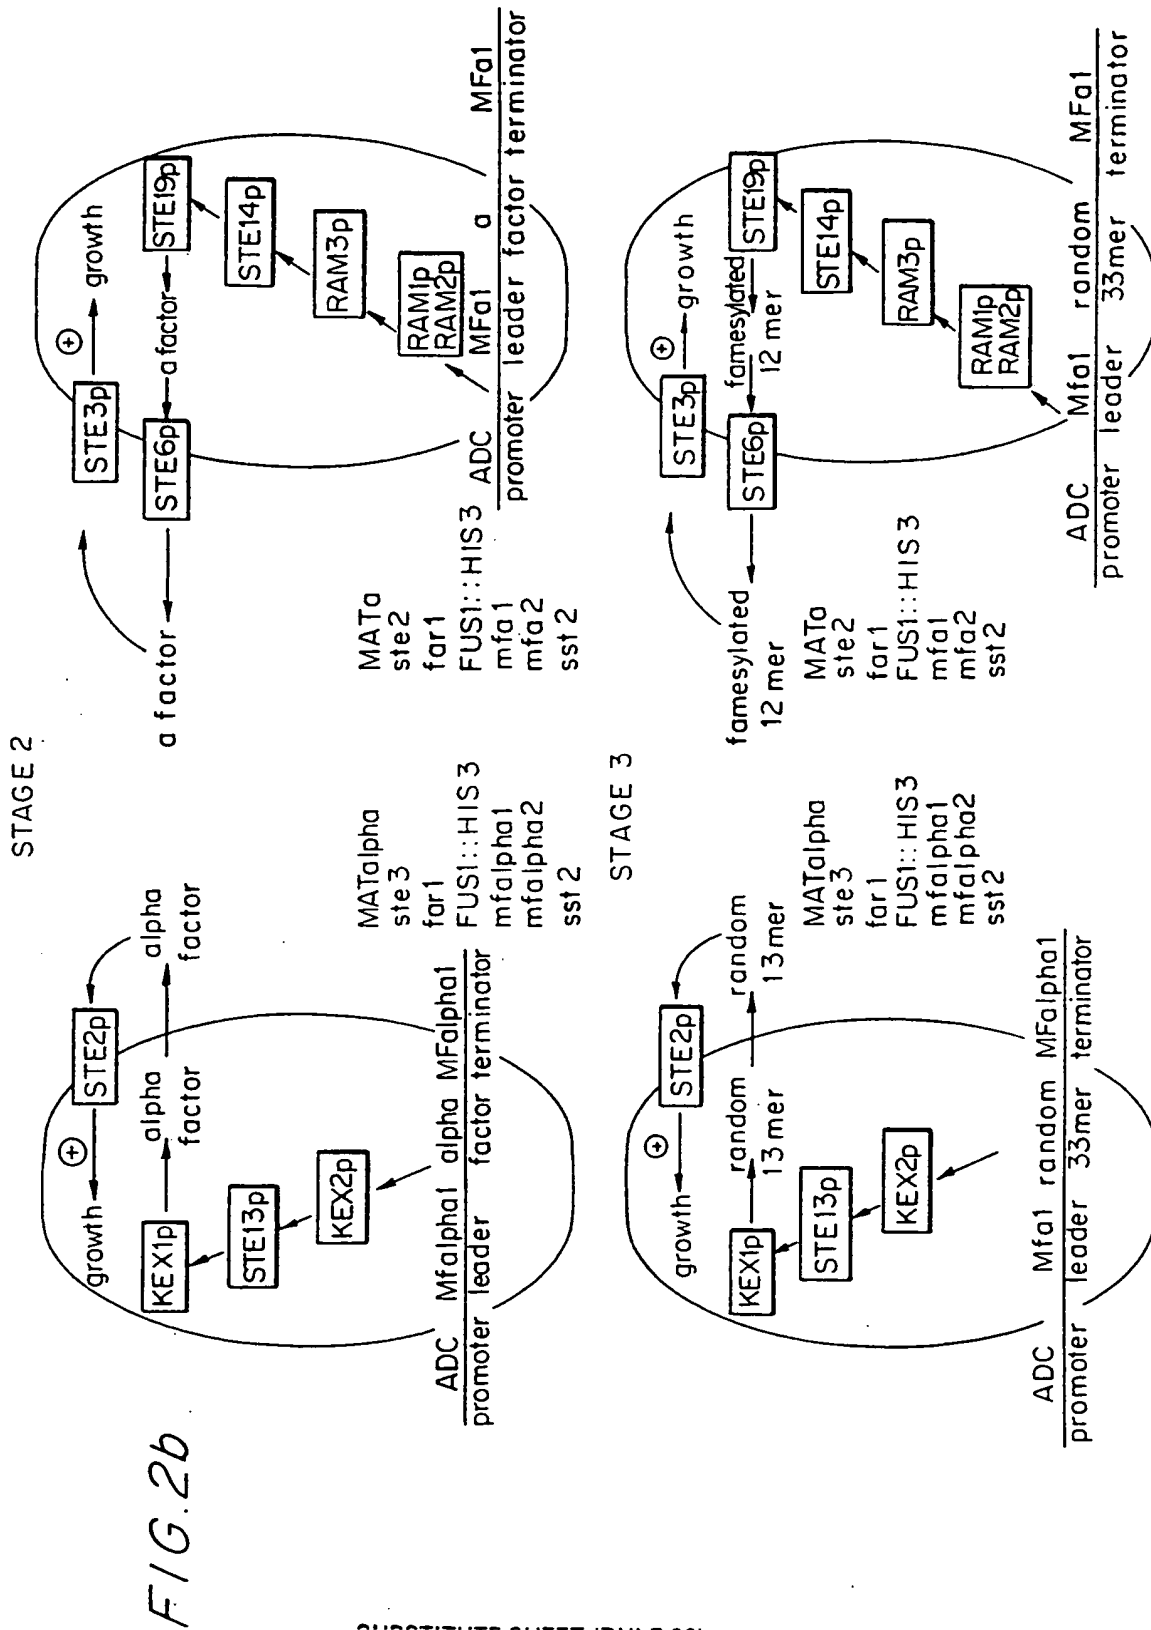 FIG. 2b
STAGE 2
growth
STE2p
KEX1p
alpha
factor
alpha
factor
STE13p
KEX2p
ADC Mfalpha1 alpha MFalpha1
promoter leader factor terminator
MATalpha
ste3
far1
FUS1::HIS3
mfalpha1
mfalpha2
sst2
a factor
STE3p
growth
STE6p
a factor
STE19p
STE14p
RAM3p
RAM1p
RAM2p
ADC MFa1 a MFa1
promoter leader factor terminator
MATa
ste2
far1
FUS1::HIS3
mfa1
mfa2
sst2
STAGE 3
growth
STE2p
KEX1p
random
13mer
random
13mer
STE13p
KEX2p
ADC Mfa1 random MFalpha1
promoter leader 33mer terminator
MATalpha
ste3
far1
FUS1::HIS3
mfalpha1
mfalpha2
sst2
famesylated
12mer
STE3p
growth
STE6p
famesylated
12 mer
STE19p
STE14p
RAM3p
RAM1p
RAM2p
ADC Mfa1 random MFa1
promoter leader 33mer terminator
MATa
ste2
far1
FUS1::HIS3
mfa1
mfa2
sst2